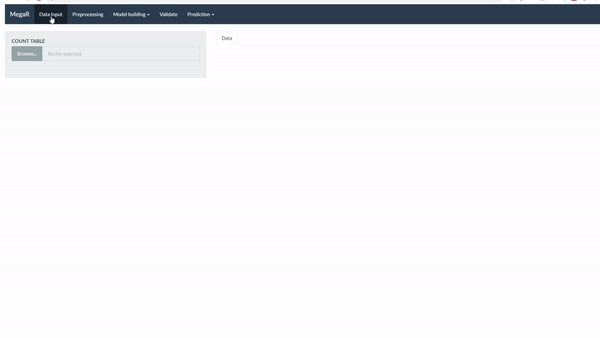 MegaR Data Input Preprocessing Model building Validate Prediction
COUNT TABLE
Data
Browse... No file selected